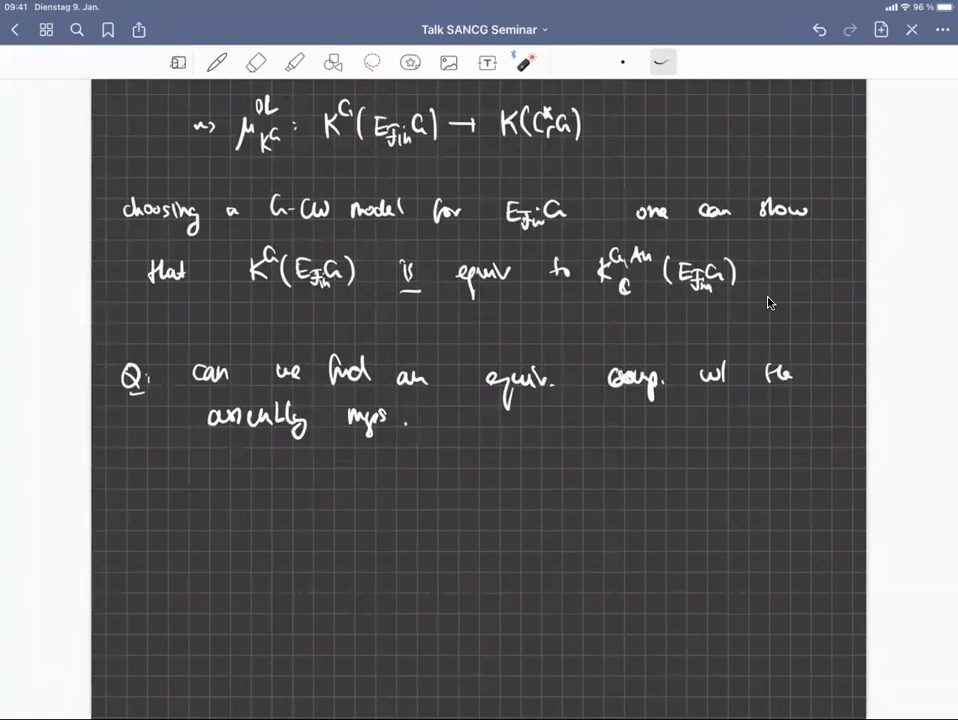 09:41 Dienstag 9. Jan. 96 %
Talk SANCG Seminar
T
⇝ μ^{DL}_{K^G} : K^G(E_{Fin}G) → K(C*_rG)
choosing a G-CW model for E_{Fin}G one can show
that K^G(E_{Fin}G) is equiv to K^{G,An}_C(E_{Fin}G)
Q: can we find an equiv. comp. w/ the
assembly maps.